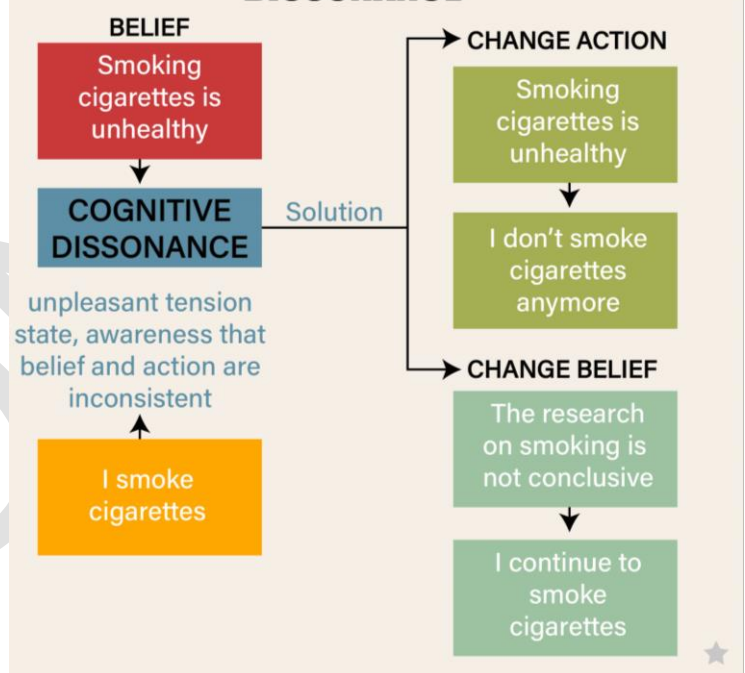 BELIEF
Smoking
cigarettes is
unhealthy
COGNITIVE
DISSONANCE
unpleasant tension
state, awareness that
belief and action are
inconsistent
I smoke
cigarettes
Solution
CHANGE ACTION
Smoking
cigarettes is
unhealthy
I don’t smoke
cigarettes
anymore
CHANGE BELIEF
The research
on smoking is
not conclusive
I continue to
smoke
cigarettes